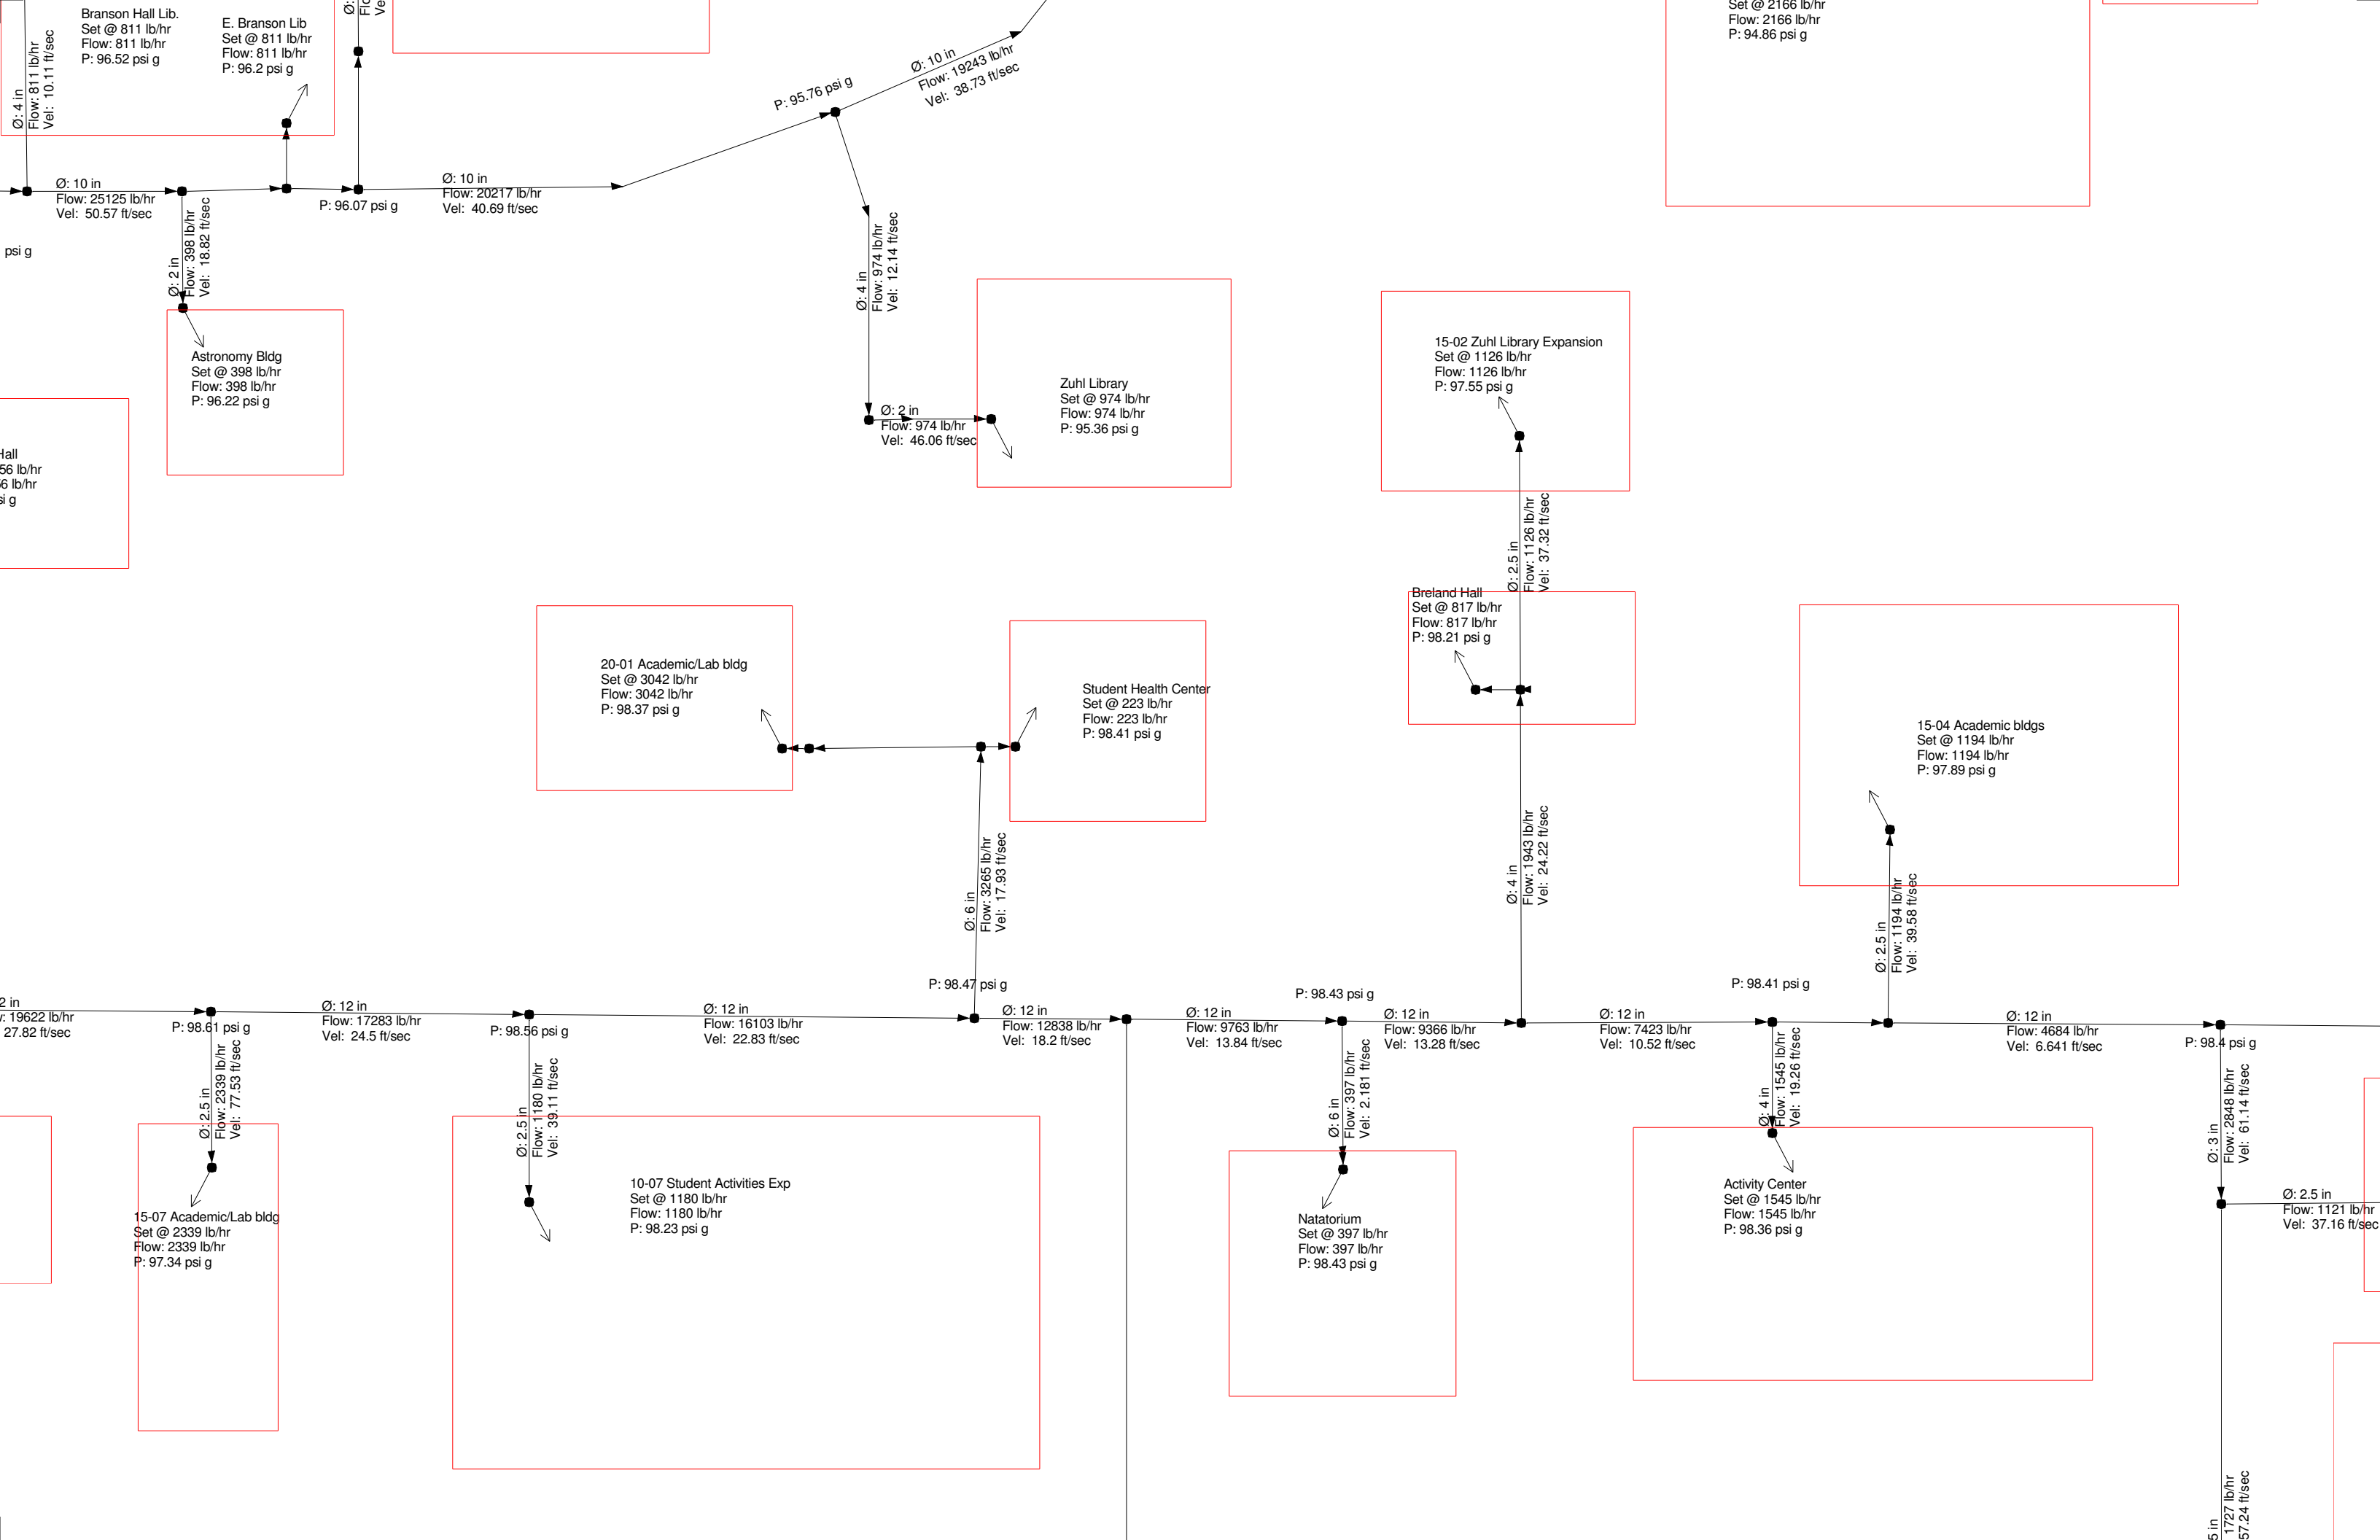 Branson Hall Lib.
Set @ 811 lb/hr
Flow: 811 lb/hr
P: 96.52 psi g
E. Branson Lib
Set @ 811 lb/hr
Flow: 811 lb/hr
P: 96.2 psi g
Set @ 2166 lb/hr
Flow: 2166 lb/hr
P: 94.86 psi g
Ø: 4 in
Flow: 811 lb/hr
Vel: 10.11 ft/sec
P: 95.76 psi g
Ø: 10 in
Flow: 19243 lb/hr
Vel: 38.73 ft/sec
Ø: 10 in
Flow: 25125 lb/hr
Vel: 50.57 ft/sec
P: 96.07 psi g
Ø: 10 in
Flow: 20217 lb/hr
Vel: 40.69 ft/sec
psi g
Ø: 2 in
Flow: 398 lb/hr
Vel: 18.82 ft/sec
Ø: 4 in
Flow: 974 lb/hr
Vel: 12.14 ft/sec
Astronomy Bldg
Set @ 398 lb/hr
Flow: 398 lb/hr
P: 96.22 psi g
15-02 Zuhl Library Expansion
Set @ 1126 lb/hr
Flow: 1126 lb/hr
P: 97.55 psi g
Zuhl Library
Set @ 974 lb/hr
Flow: 974 lb/hr
P: 95.36 psi g
Ø: 2 in
Flow: 974 lb/hr
Vel: 46.06 ft/sec
Hall
56 lb/hr
6 lb/hr
si g
Ø: 2.5 in
Flow: 1126 lb/hr
Vel: 37.32 ft/sec
Breland Hall
Set @ 817 lb/hr
Flow: 817 lb/hr
P: 98.21 psi g
20-01 Academic/Lab bldg
Set @ 3042 lb/hr
Flow: 3042 lb/hr
P: 98.37 psi g
Student Health Center
Set @ 223 lb/hr
Flow: 223 lb/hr
P: 98.41 psi g
15-04 Academic bldgs
Set @ 1194 lb/hr
Flow: 1194 lb/hr
P: 97.89 psi g
Ø: 6 in
Flow: 3265 lb/hr
Vel: 17.93 ft/sec
Ø: 4 in
Flow: 1943 lb/hr
Vel: 24.22 ft/sec
Ø: 2.5 in
Flow: 1194 lb/hr
Vel: 39.58 ft/sec
2 in
19622 lb/hr
27.82 ft/sec
P: 98.61 psi g
Ø: 12 in
Flow: 17283 lb/hr
Vel: 24.5 ft/sec
P: 98.56 psi g
Ø: 12 in
Flow: 16103 lb/hr
Vel: 22.83 ft/sec
P: 98.47 psi g
Ø: 12 in
Flow: 12838 lb/hr
Vel: 18.2 ft/sec
Ø: 12 in
Flow: 9763 lb/hr
Vel: 13.84 ft/sec
P: 98.43 psi g
Ø: 12 in
Flow: 9366 lb/hr
Vel: 13.28 ft/sec
Ø: 12 in
Flow: 7423 lb/hr
Vel: 10.52 ft/sec
P: 98.41 psi g
Ø: 12 in
Flow: 4684 lb/hr
Vel: 6.641 ft/sec
P: 98.4 psi g
Ø: 2.5 in
Flow: 2339 lb/hr
Vel: 77.53 ft/sec
Ø: 2.5 in
Flow: 1180 lb/hr
Vel: 39.11 ft/sec
Ø: 6 in
Flow: 397 lb/hr
Vel: 2.181 ft/sec
Ø: 4 in
Flow: 1545 lb/hr
Vel: 19.26 ft/sec
Ø: 3 in
Flow: 2848 lb/hr
Vel: 61.14 ft/sec
Ø: 2.5 in
Flow: 1121 lb/hr
Vel: 37.16 ft/sec
15-07 Academic/Lab bldg
Set @ 2339 lb/hr
Flow: 2339 lb/hr
P: 97.34 psi g
10-07 Student Activities Exp
Set @ 1180 lb/hr
Flow: 1180 lb/hr
P: 98.23 psi g
Natatorium
Set @ 397 lb/hr
Flow: 397 lb/hr
P: 98.43 psi g
Activity Center
Set @ 1545 lb/hr
Flow: 1545 lb/hr
P: 98.36 psi g
5 in
1727 lb/hr
57.24 ft/sec